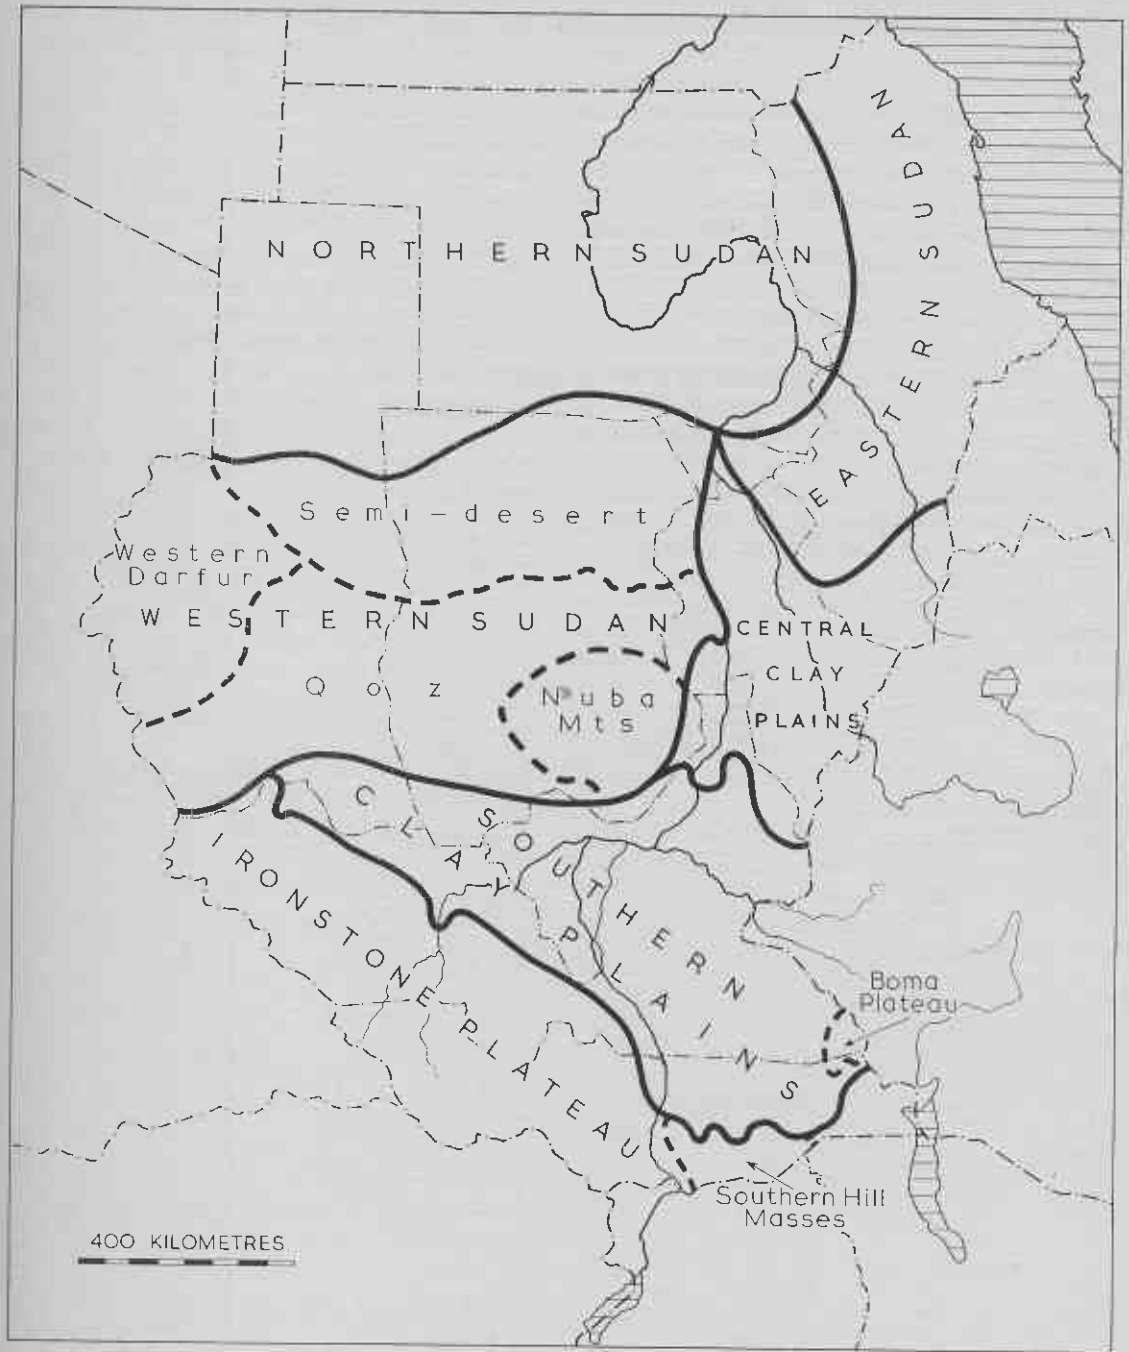 NORTHERN SUDAN
EASTERN SUDAN
Semi-desert
Western
Darfur
WESTERN SUDAN
Qoz
Nuba
Mts
CENTRAL
CLAY
PLAINS
SOUTHERN
CLAY PLAINS
IRONSTONE PLATEAU
Boma
Plateau
Southern Hill
Masses
400 KILOMETRES